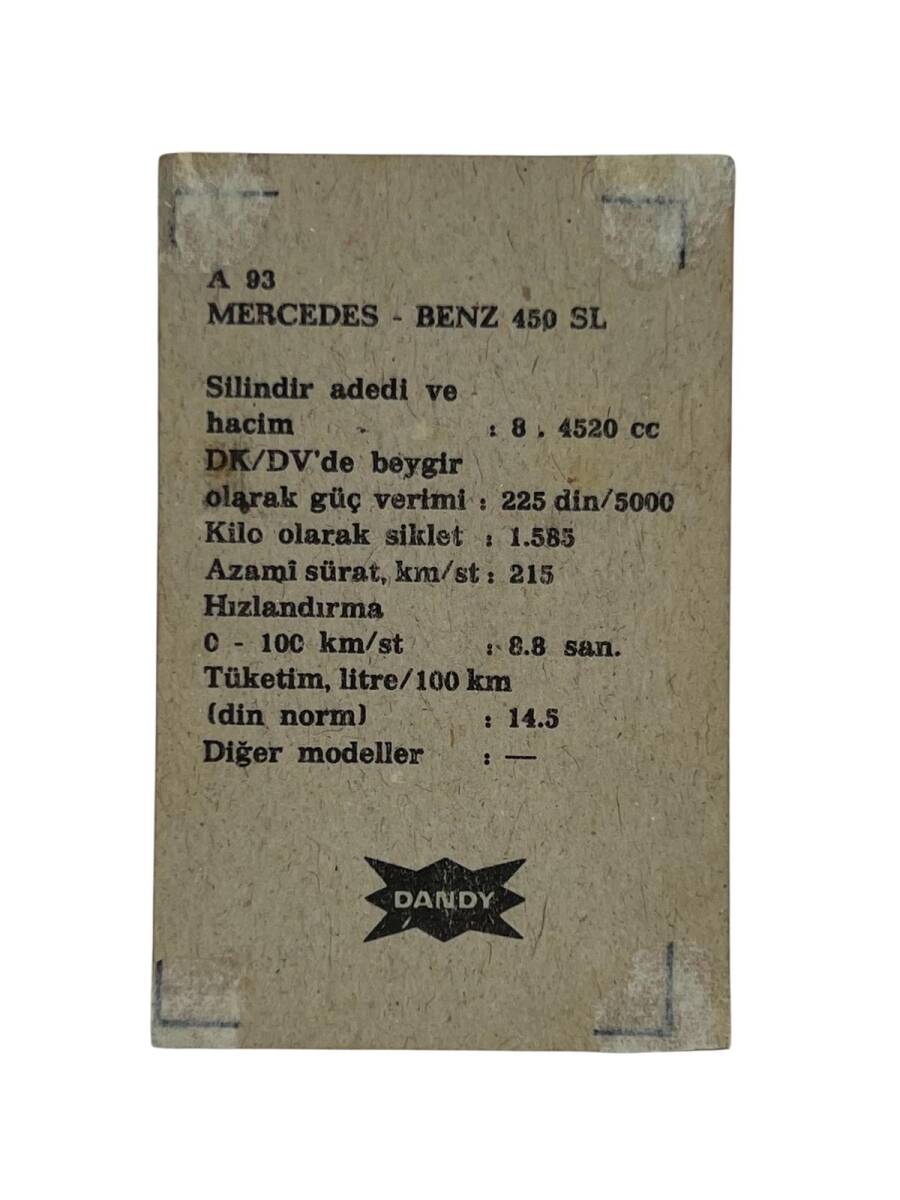 A 93
MERCEDES - BENZ 450 SL
Silindir adedi ve
hacim : 8 . 4520 cc
DK/DV'de beygir
olarak güç verimi : 225 din/5000
Kilo olarak siklet : 1.585
Azamî sürat, km/st : 215
Hızlandırma
0 - 100 km/st : 8.8 san.
Tüketim, litre/100 km
(din norm) : 14.5
Diğer modeller : —
DANDY